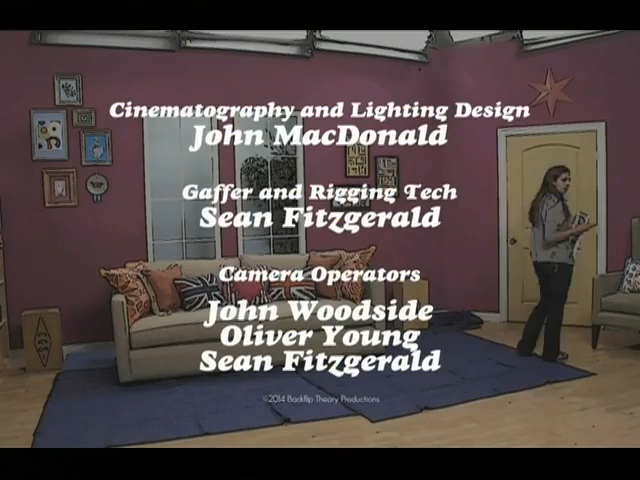 Cinematography and Lighting Design
John MacDonald
Gaffer and Rigging Tech
Sean Fitzgerald
Camera Operators
John Woodside
Oliver Young
Sean Fitzgerald
©2014 Backflip Theory Productions